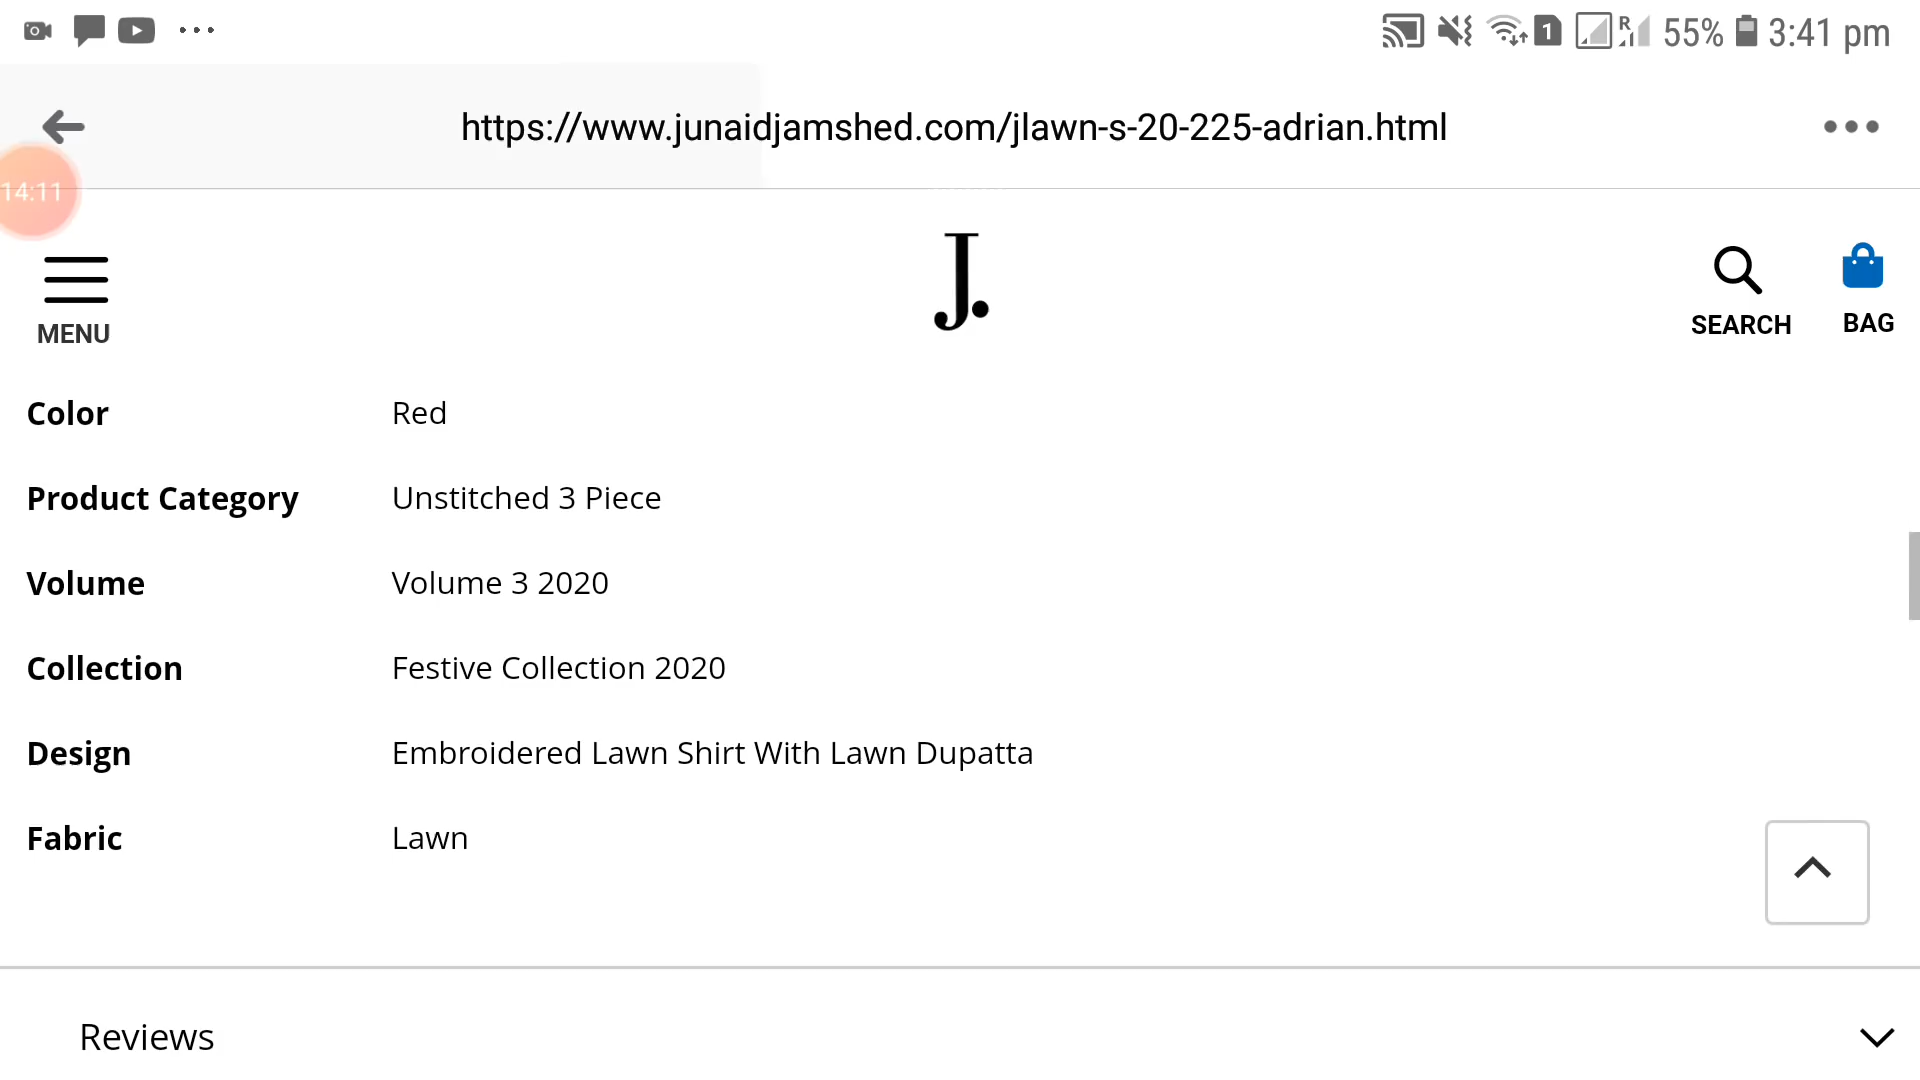 1 R 55% 3:41 pm
https://www.junaidjamshed.com/jlawn-s-20-225-adrian.html
14:11
J.
MENU
SEARCH
BAG
Color Red
Product Category Unstitched 3 Piece
Volume Volume 3 2020
Collection Festive Collection 2020
Design Embroidered Lawn Shirt With Lawn Dupatta
Fabric Lawn
Reviews